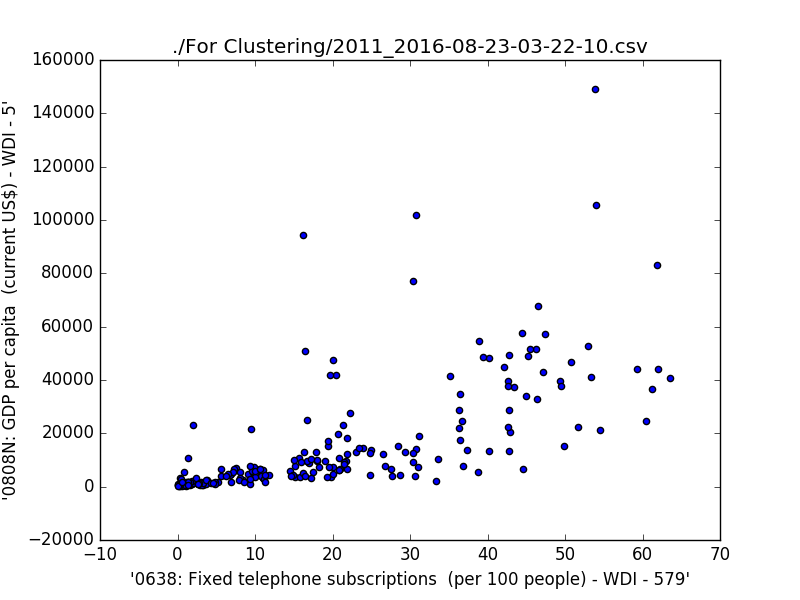 ./For Clustering/2011_2016-08-23-03-22-10.csv
'0808N: GDP per capita  (current US$) - WDI - 5'
160000
140000
120000
100000
80000
60000
40000
20000
0
−20000
−10 0 10 20 30 40 50 60 70
'0638: Fixed telephone subscriptions  (per 100 people) - WDI - 579'